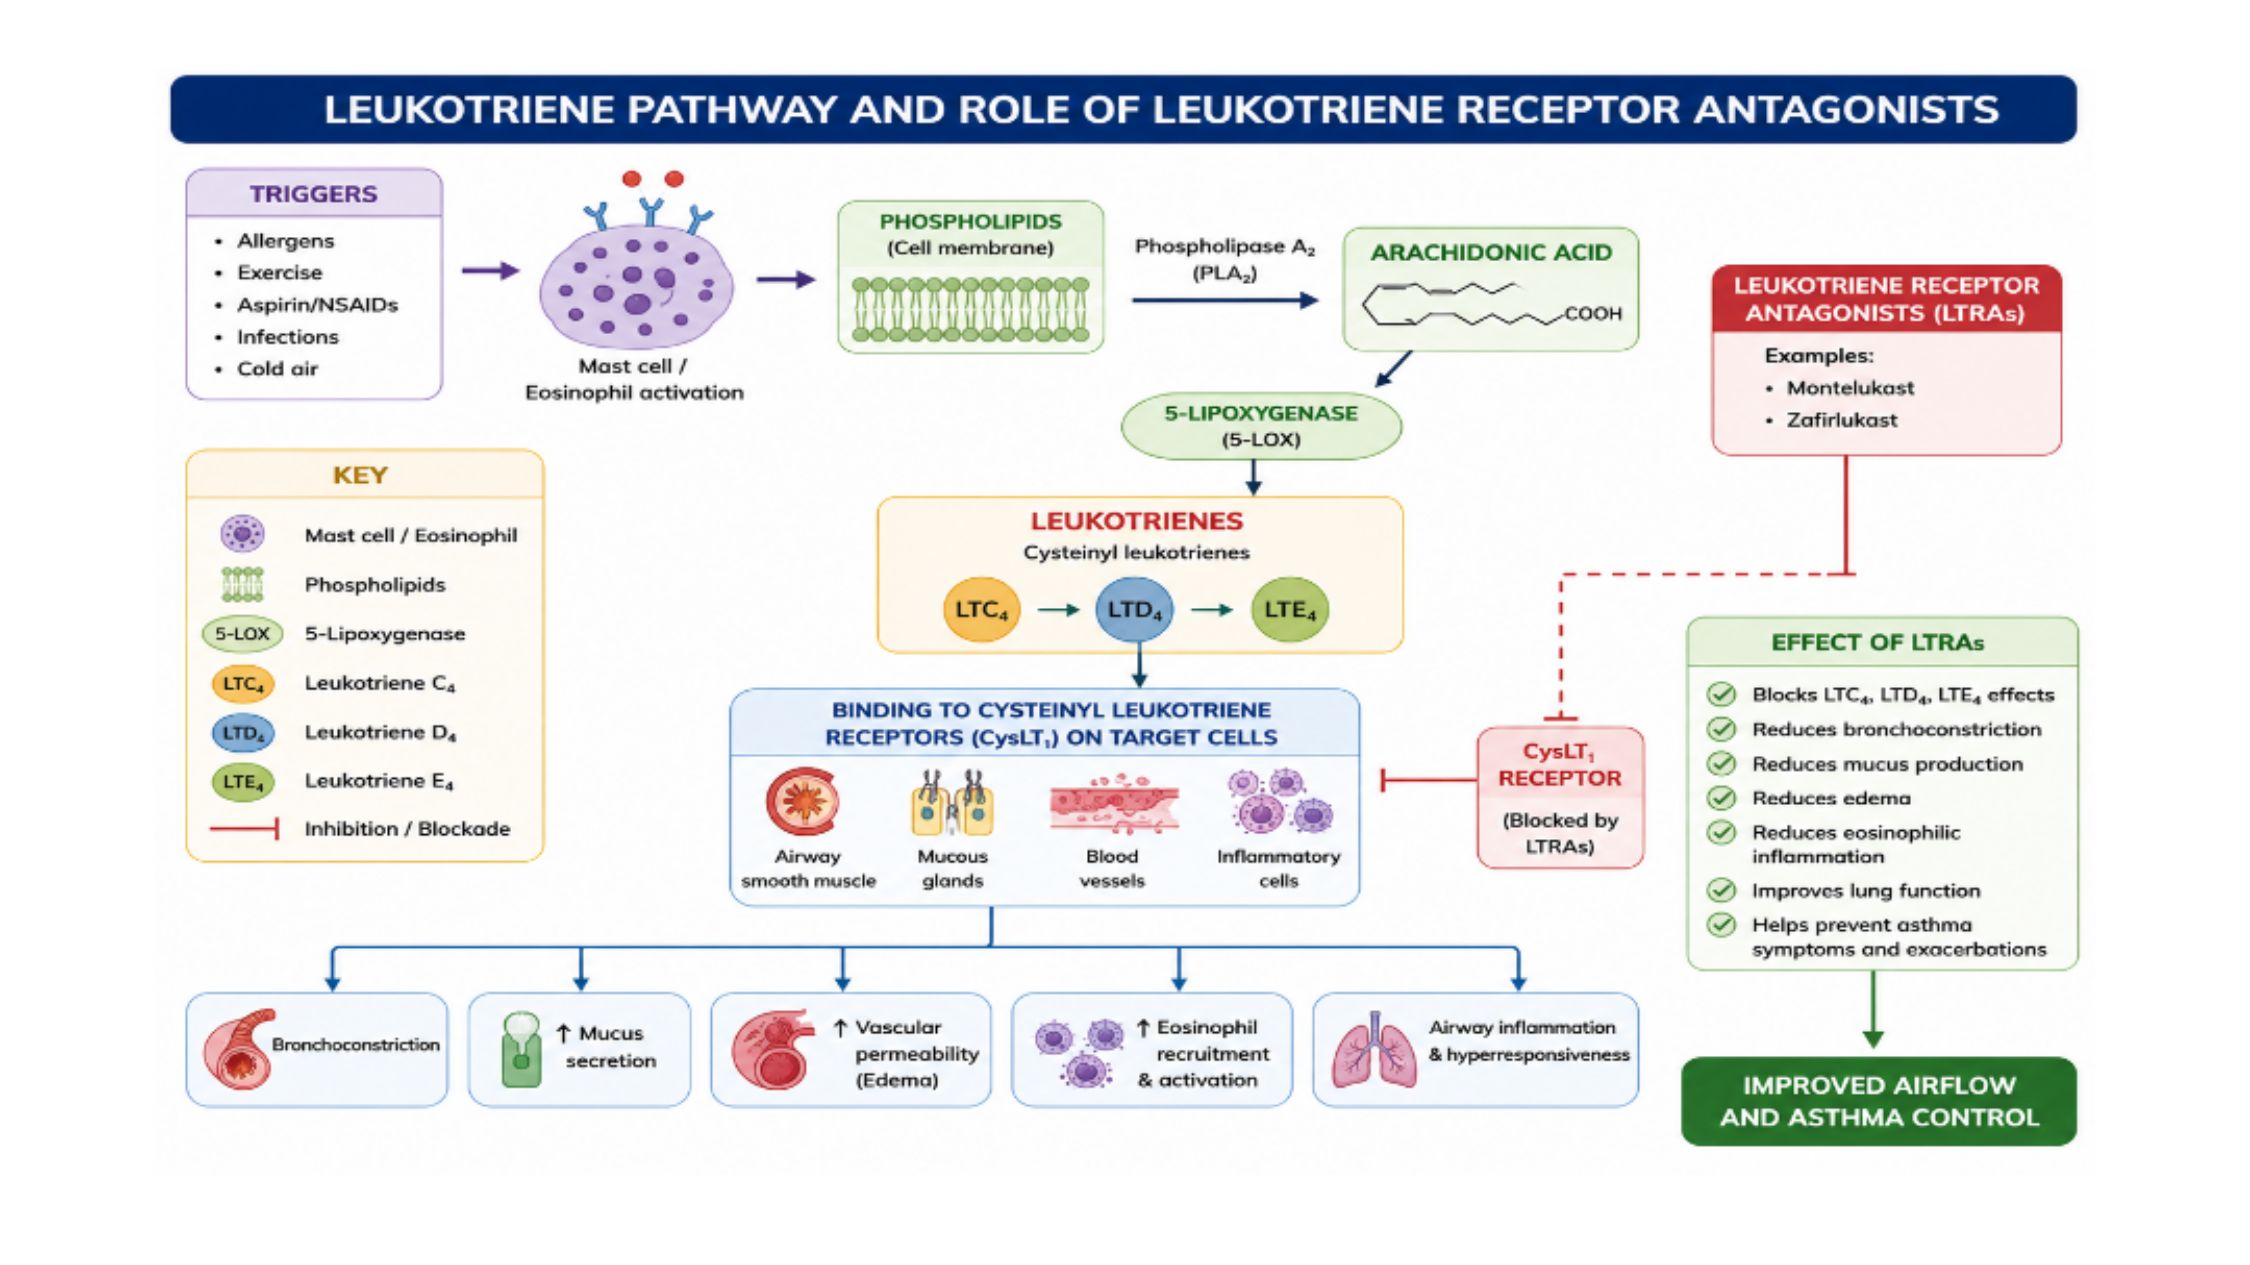 LEUKOTRIENE PATHWAY AND ROLE OF LEUKOTRIENE RECEPTOR ANTAGONISTS
TRIGGERS
• Allergens
• Exercise
• Aspirin/NSAIDs
• Infections
• Cold air
Mast cell /
Eosinophil activation
PHOSPHOLIPIDS
(Cell membrane)
Phospholipase A₂
(PLA₂)
ARACHIDONIC ACID
COOH
LEUKOTRIENE RECEPTOR
ANTAGONISTS (LTRAs)
Examples:
• Montelukast
• Zafirlukast
5-LIPOXYGENASE
(5-LOX)
KEY
Mast cell / Eosinophil
Phospholipids
5-LOX 5-Lipoxygenase
LTC₄ Leukotriene C₄
LTD₄ Leukotriene D₄
LTE₄ Leukotriene E₄
Inhibition / Blockade
LEUKOTRIENES
Cysteinyl leukotrienes
LTC₄ LTD₄ LTE₄
BINDING TO CYSTEINYL LEUKOTRIENE
RECEPTORS (CysLT₁) ON TARGET CELLS
Airway
smooth muscle
Mucous
glands
Blood
vessels
Inflammatory
cells
CysLT₁
RECEPTOR
(Blocked by
LTRAs)
EFFECT OF LTRAs
Blocks LTC₄, LTD₄, LTE₄ effects
Reduces bronchoconstriction
Reduces mucus production
Reduces edema
Reduces eosinophilic
inflammation
Improves lung function
Helps prevent asthma
symptoms and exacerbations
Bronchoconstriction
↑ Mucus
secretion
↑ Vascular
permeability
(Edema)
↑ Eosinophil
recruitment
& activation
Airway inflammation
& hyperresponsiveness
IMPROVED AIRFLOW
AND ASTHMA CONTROL